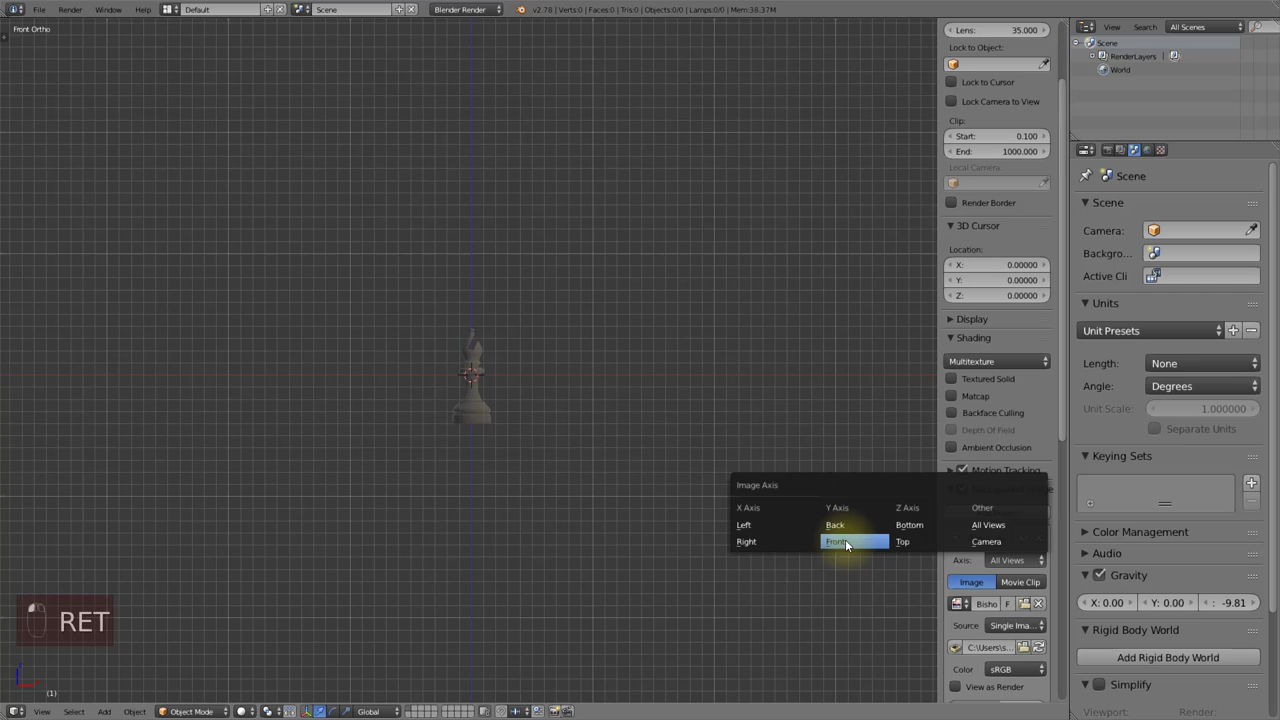 File Render Window Help Default Scene Blender Render v2.78 | Verts:0 | Faces:0 | Tris:0 | Objects:0/0 | Lamps:0/0 | Mem:38.37M
Front Ortho
View Search All Scenes
Scene
RenderLayers |
World
Lens: 35.000
Lock to Object:
Lock to Cursor
Lock Camera to View
Clip:
Start: 0.100
End: 1000.000
Local Camera:
Render Border
3D Cursor
Location:
X: 0.00000
Y: 0.00000
Z: 0.00000
Display
Shading
Multitexture
Textured Solid
Matcap
Backface Culling
Depth Of Field
Ambient Occlusion
Motion Tracking
Image Axis
X Axis Y Axis Z Axis Other
Left Back Bottom All Views
Right Front Top Camera
Axis: All Views
Image Movie Clip
Bisho F
Source Single Ima...
C:\Users\s...
Color sRGB
View as Render
Scene
Scene
Camera:
Backgro...
Active Cli
Units
Unit Presets
Length: None
Angle: Degrees
Unit Scale: 1.000000
Separate Units
Keying Sets
Color Management
Audio
Gravity
X: 0.00 Y: 0.00 : -9.81
Rigid Body World
Add Rigid Body World
Simplify
Viewport: Render:
RET
(1)
View Select Add Object Object Mode Global